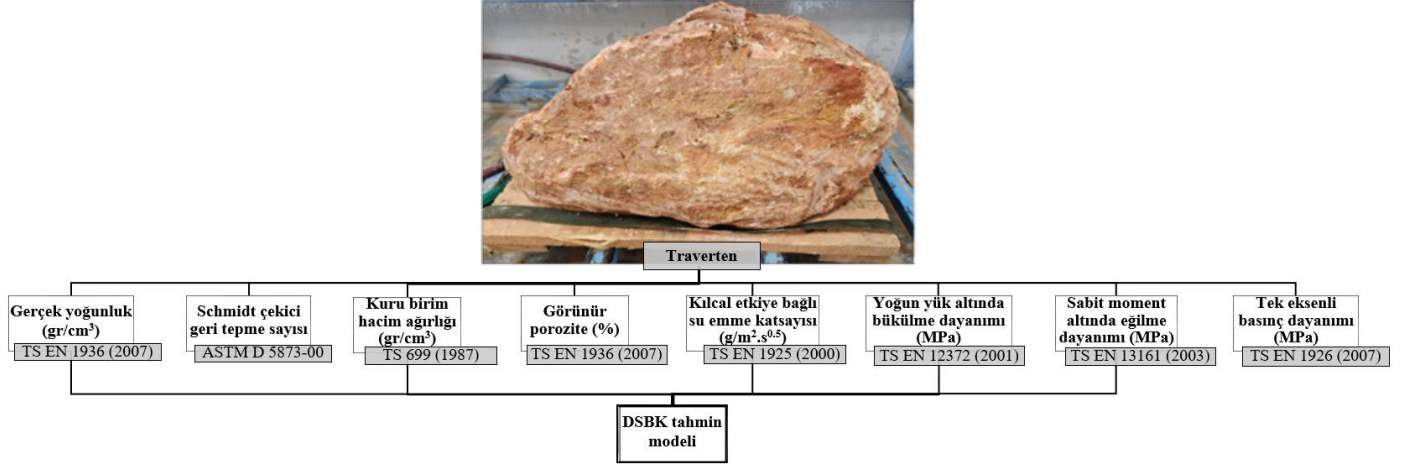 Traverten
Gerçek yoğunluk
(gr/cm³)
TS EN 1936 (2007)
Schmidt çekici
geri tepme sayısı
ASTM D 5873-00
Kuru birim
hacim ağırlığı
(gr/cm³)
TS 699 (1987)
Görünür
porozite (%)
TS EN 1936 (2007)
Kılcal etkiye bağlı
su emme katsayısı
(g/m².s⁰·⁵)
TS EN 1925 (2000)
Yoğun yük altında
bükülme dayanımı
(MPa)
TS EN 12372 (2001)
Sabit moment
altında eğilme
dayanımı (MPa)
TS EN 13161 (2003)
Tek eksenli
basınç dayanımı
(MPa)
TS EN 1926 (2007)
DSBK tahmin
modeli